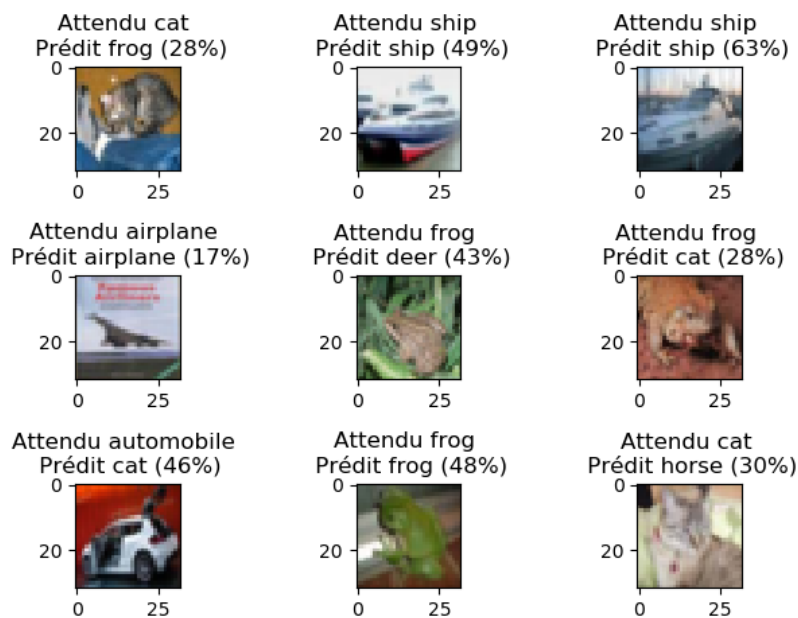 Attendu cat
Prédit frog (28%)
Attendu ship
Prédit ship (49%)
Attendu ship
Prédit ship (63%)
0
20
0 25
0
20
0 25
0
20
0 25
Attendu airplane
Prédit airplane (17%)
Attendu frog
Prédit deer (43%)
Attendu frog
Prédit cat (28%)
0
20
0 25
0
20
0 25
0
20
0 25
Attendu automobile
Prédit cat (46%)
Attendu frog
Prédit frog (48%)
Attendu cat
Prédit horse (30%)
0
20
0 25
0
20
0 25
0
20
0 25